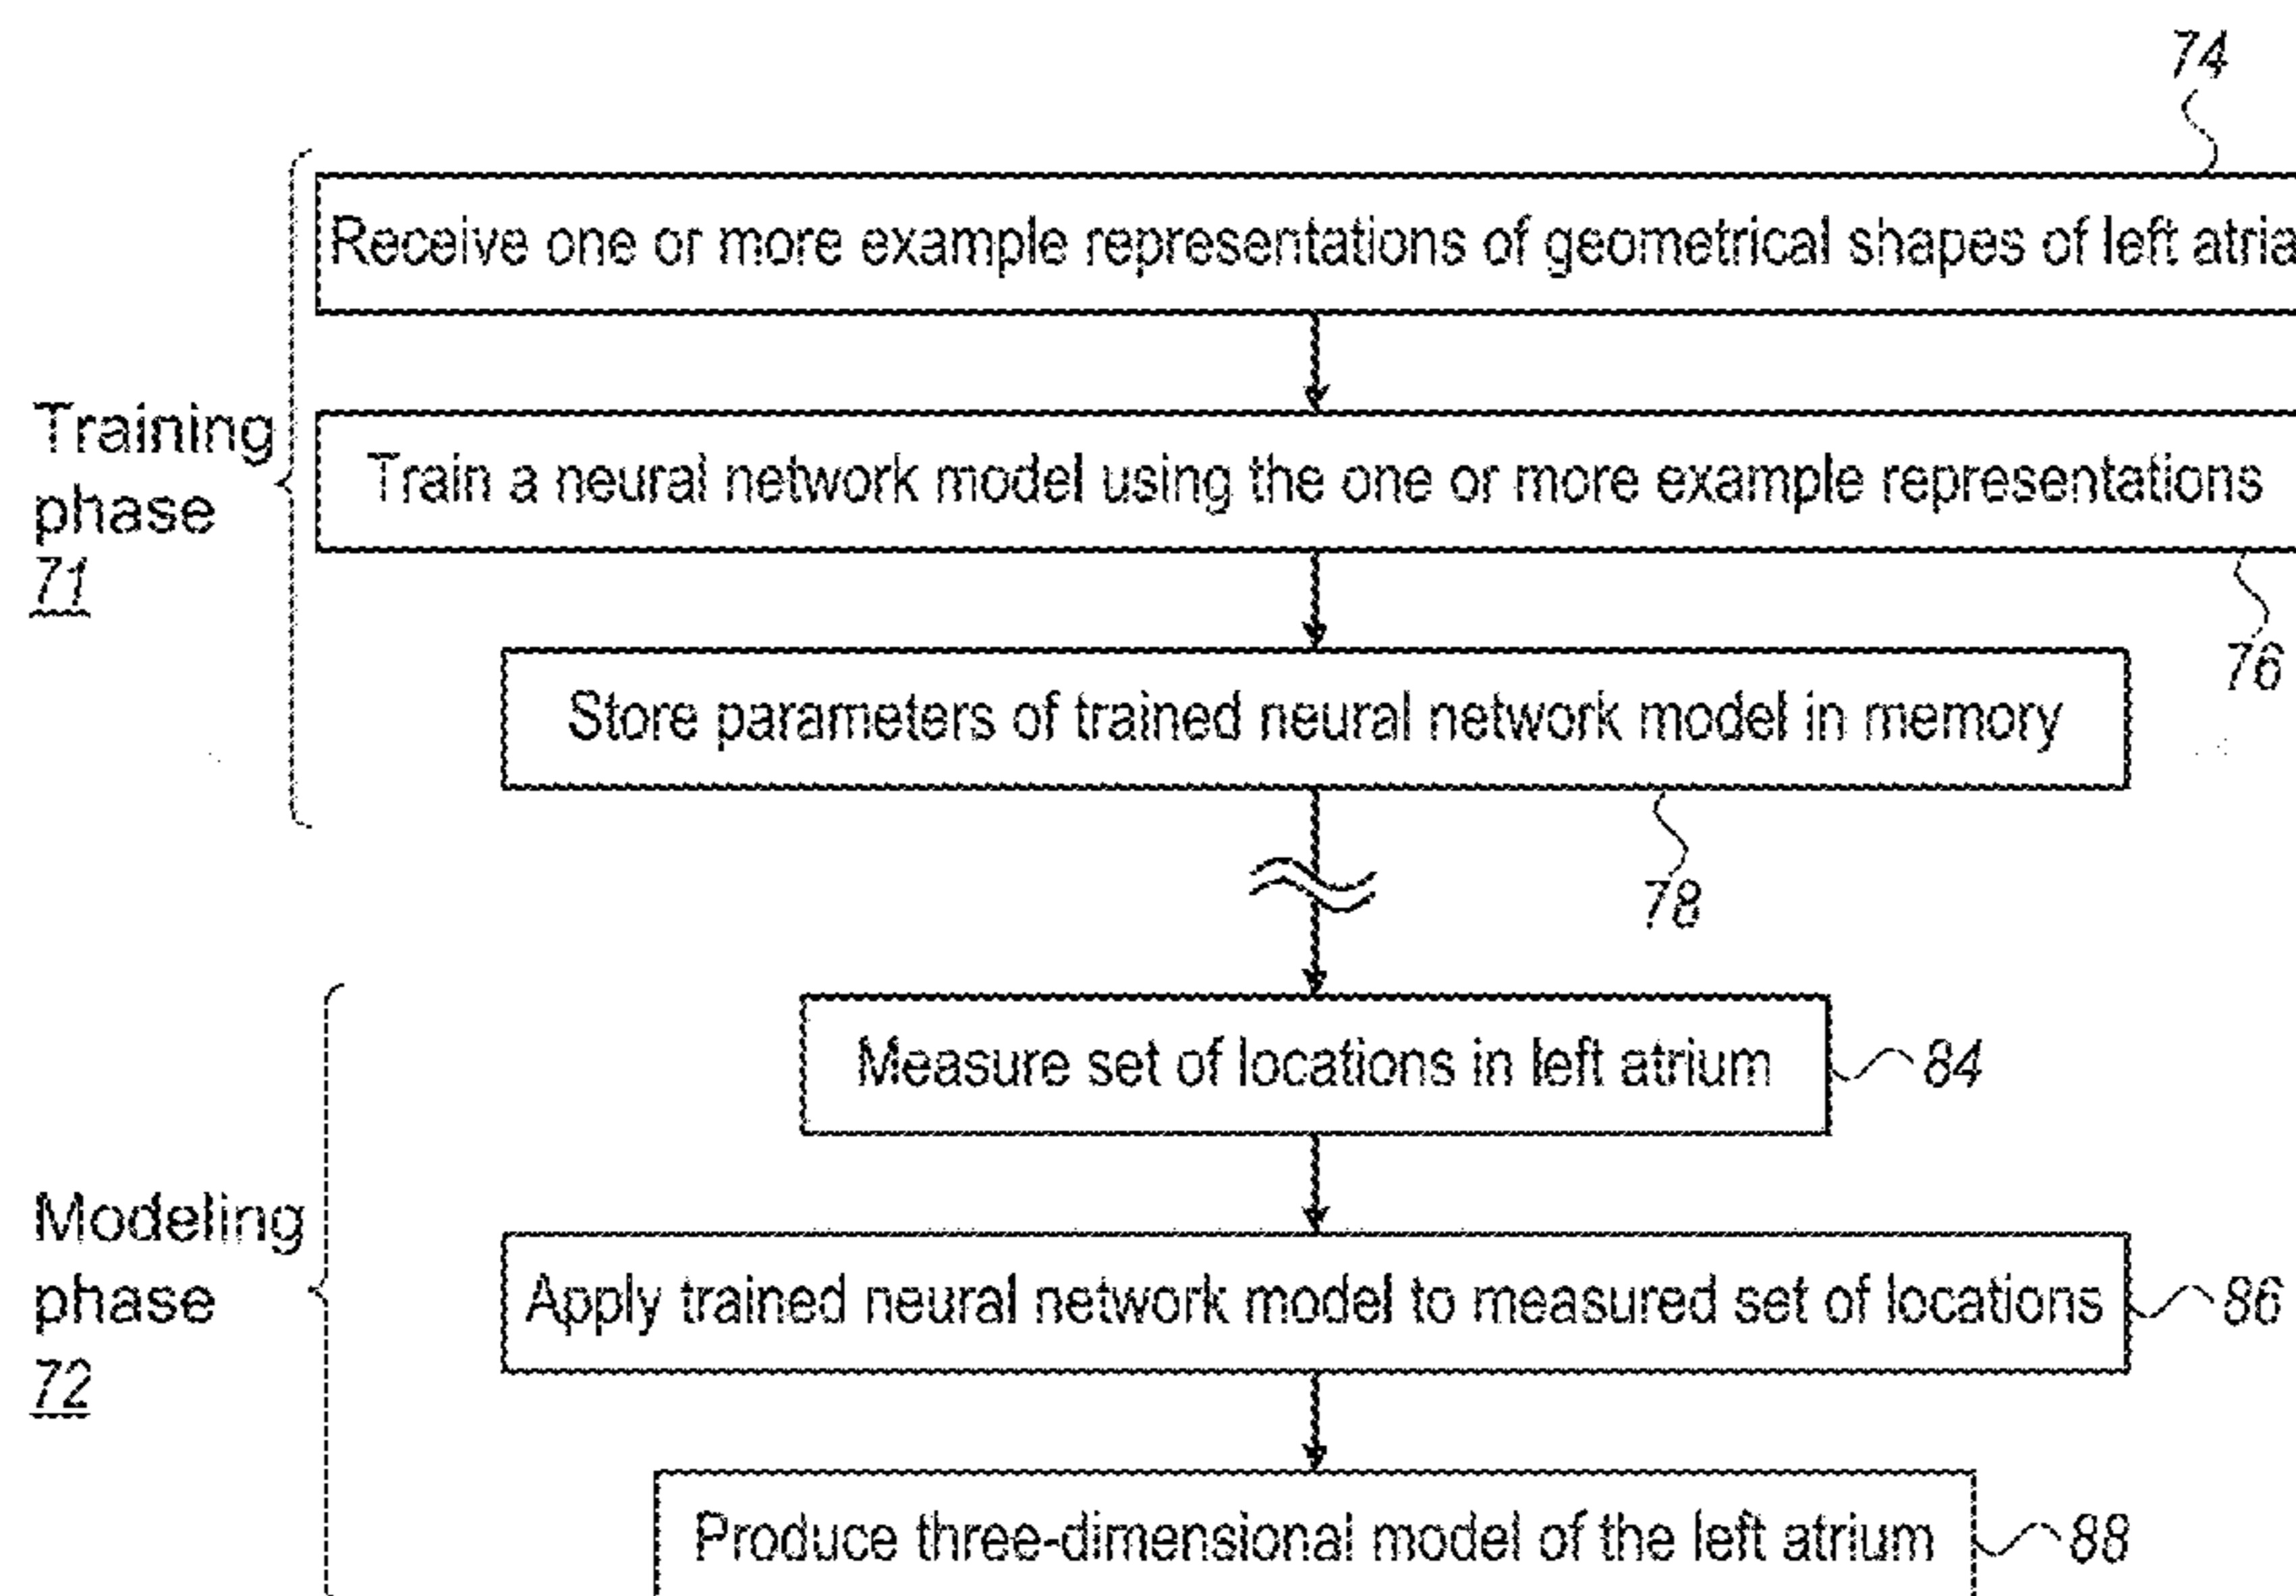 74
Receive one or more example representations of geometrical shapes of left atria
Training
phase
71
Train a neural network model using the one or more example representations
76
Store parameters of trained neural network model in memory
78
Measure set of locations in left atrium
84
Modeling
phase
72
Apply trained neural network model to measured set of locations
86
Produce three-dimensional model of the left atrium
88